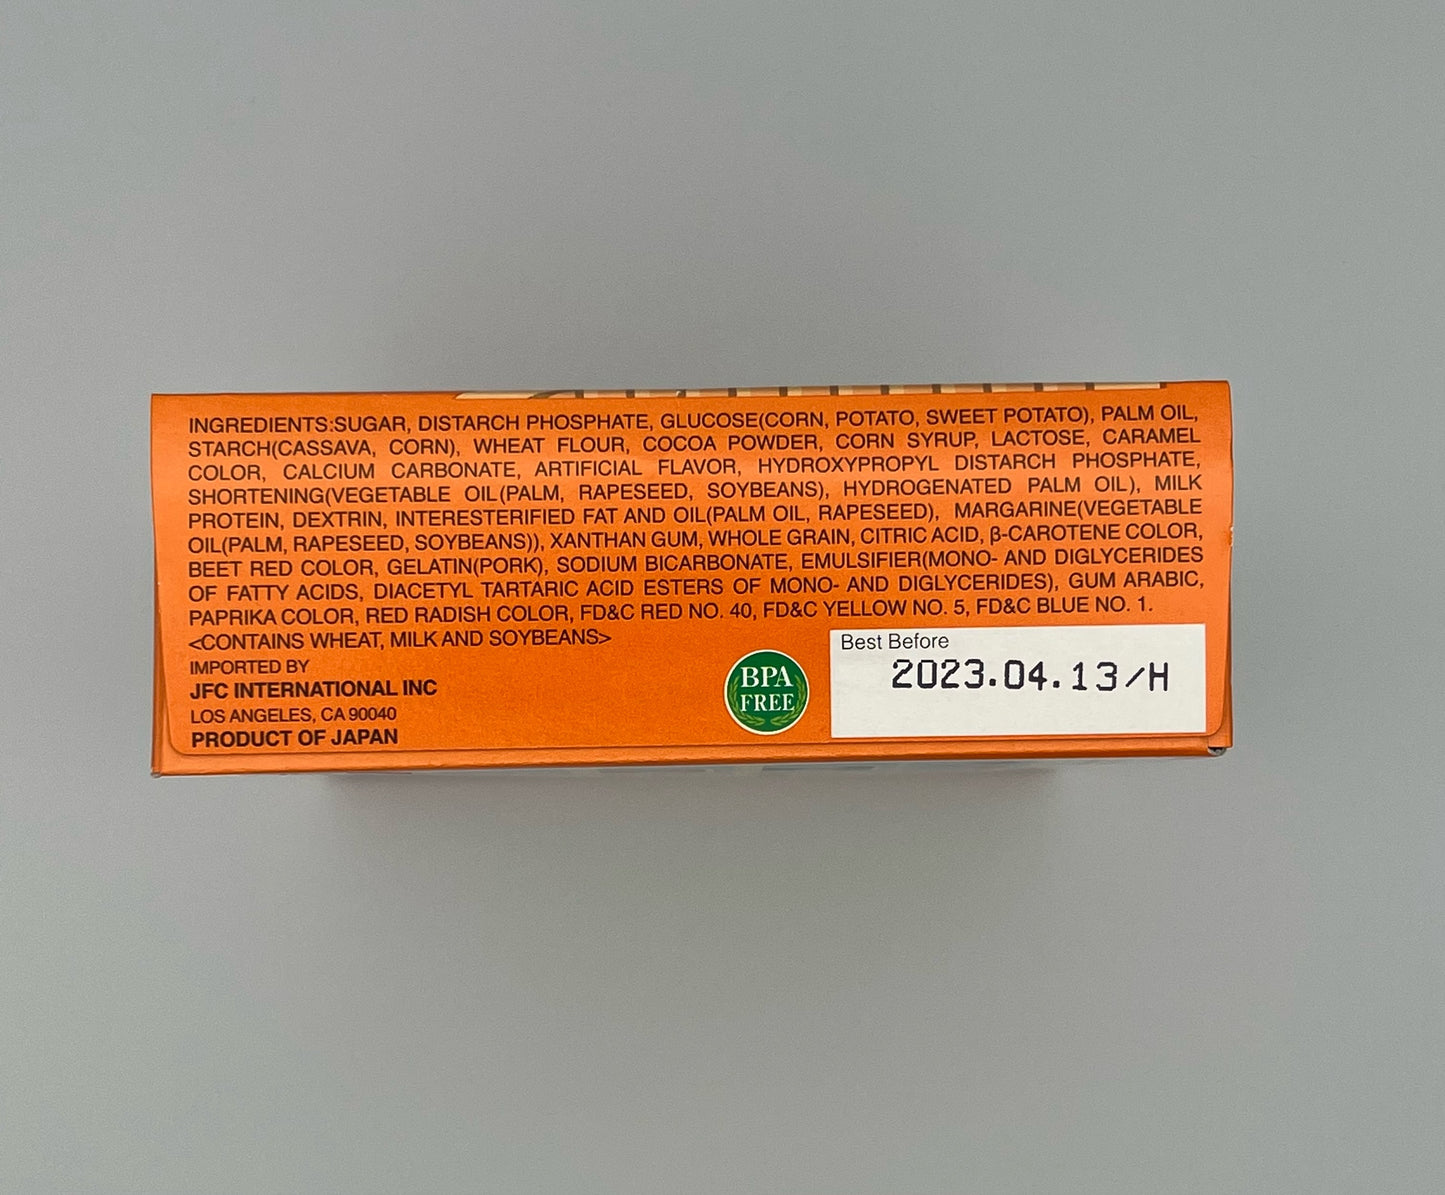 INGREDIENTS:SUGAR, DISTARCH PHOSPHATE, GLUCOSE(CORN, POTATO, SWEET POTATO), PALM OIL,
STARCH(CASSAVA, CORN), WHEAT FLOUR, COCOA POWDER, CORN SYRUP, LACTOSE, CARAMEL
COLOR, CALCIUM CARBONATE, ARTIFICIAL FLAVOR, HYDROXYPROPYL DISTARCH PHOSPHATE,
SHORTENING(VEGETABLE OIL(PALM, RAPESEED, SOYBEANS), HYDROGENATED PALM OIL), MILK
PROTEIN, DEXTRIN, INTERESTERIFIED FAT AND OIL(PALM OIL, RAPESEED), MARGARINE(VEGETABLE
OIL(PALM, RAPESEED, SOYBEANS)), XANTHAN GUM, WHOLE GRAIN, CITRIC ACID, β-CAROTENE COLOR,
BEET RED COLOR, GELATIN(PORK), SODIUM BICARBONATE, EMULSIFIER(MONO- AND DIGLYCERIDES
OF FATTY ACIDS, DIACETYL TARTARIC ACID ESTERS OF MONO- AND DIGLYCERIDES), GUM ARABIC,
PAPRIKA COLOR, RED RADISH COLOR, FD&C RED NO. 40, FD&C YELLOW NO. 5, FD&C BLUE NO. 1.
<CONTAINS WHEAT, MILK AND SOYBEANS>
IMPORTED BY
JFC INTERNATIONAL INC
LOS ANGELES, CA 90040
PRODUCT OF JAPAN
BPA
FREE
Best Before
2023.04.13/H